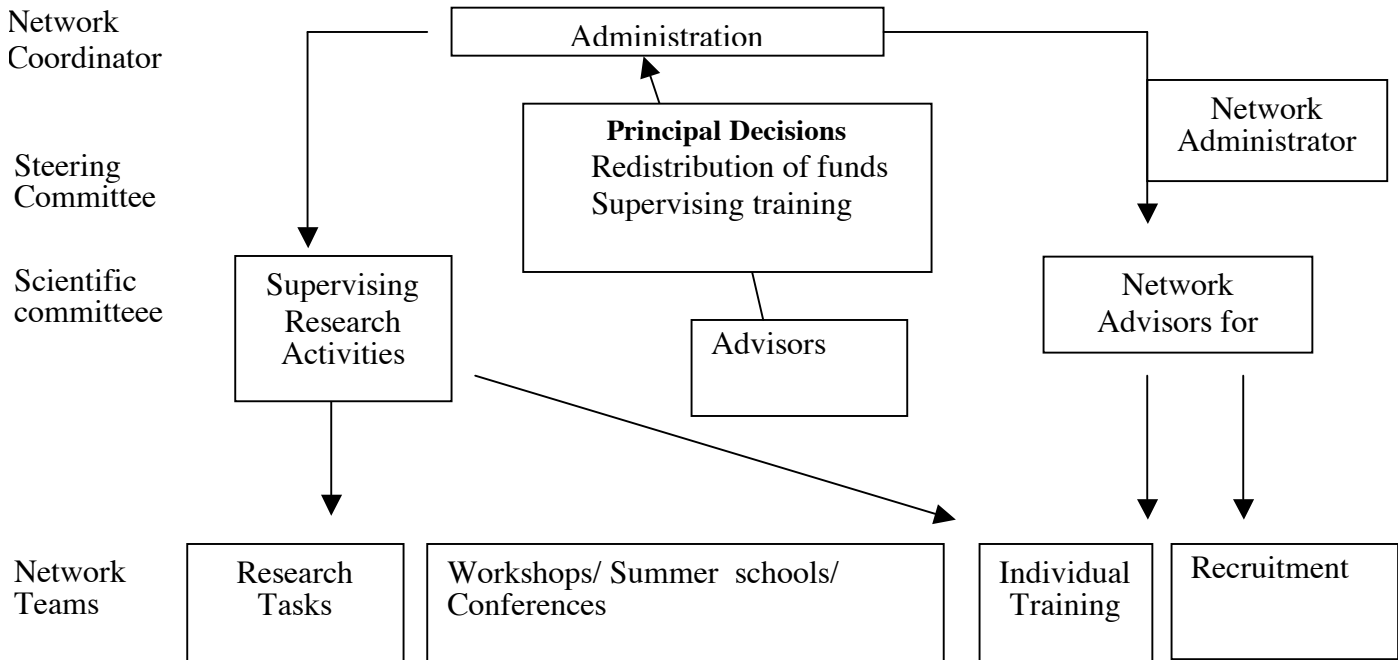 Network
Coordinator
Administration
Network
Administrator
Principal Decisions
Redistribution of funds
Supervising training
Steering
Committee
Scientific
committeee
Supervising
Research
Activities
Advisors
Network
Advisors for
Network
Teams
Research
Tasks
Workshops/ Summer schools/
Conferences
Individual
Training
Recruitment